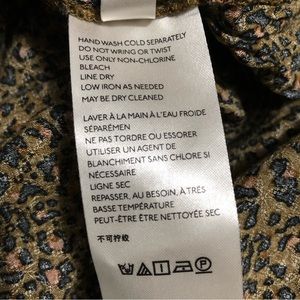 HAND WASH COLD SEPARATELY
DO NOT WRING OR TWIST
USE ONLY NON-CHLORINE
BLEACH
LINE DRY
LOW IRON AS NEEDED
MAY BE DRY CLEANED
LAVER À LA MAIN À L'EAU FROIDE
SÉPARÉMEN
NE PAS TORDRE OU ESSORER
UTILISER UN AGENT DE
BLANCHIMENT SANS CHLORE SI
NÉCESSAIRE
LIGNE SEC
REPASSER, AU BESOIN, À TRÈS
BASSE TEMPÉRATURE
PEUT-ÊTRE ÊTRE NETTOYÉE SEC
不可拧绞